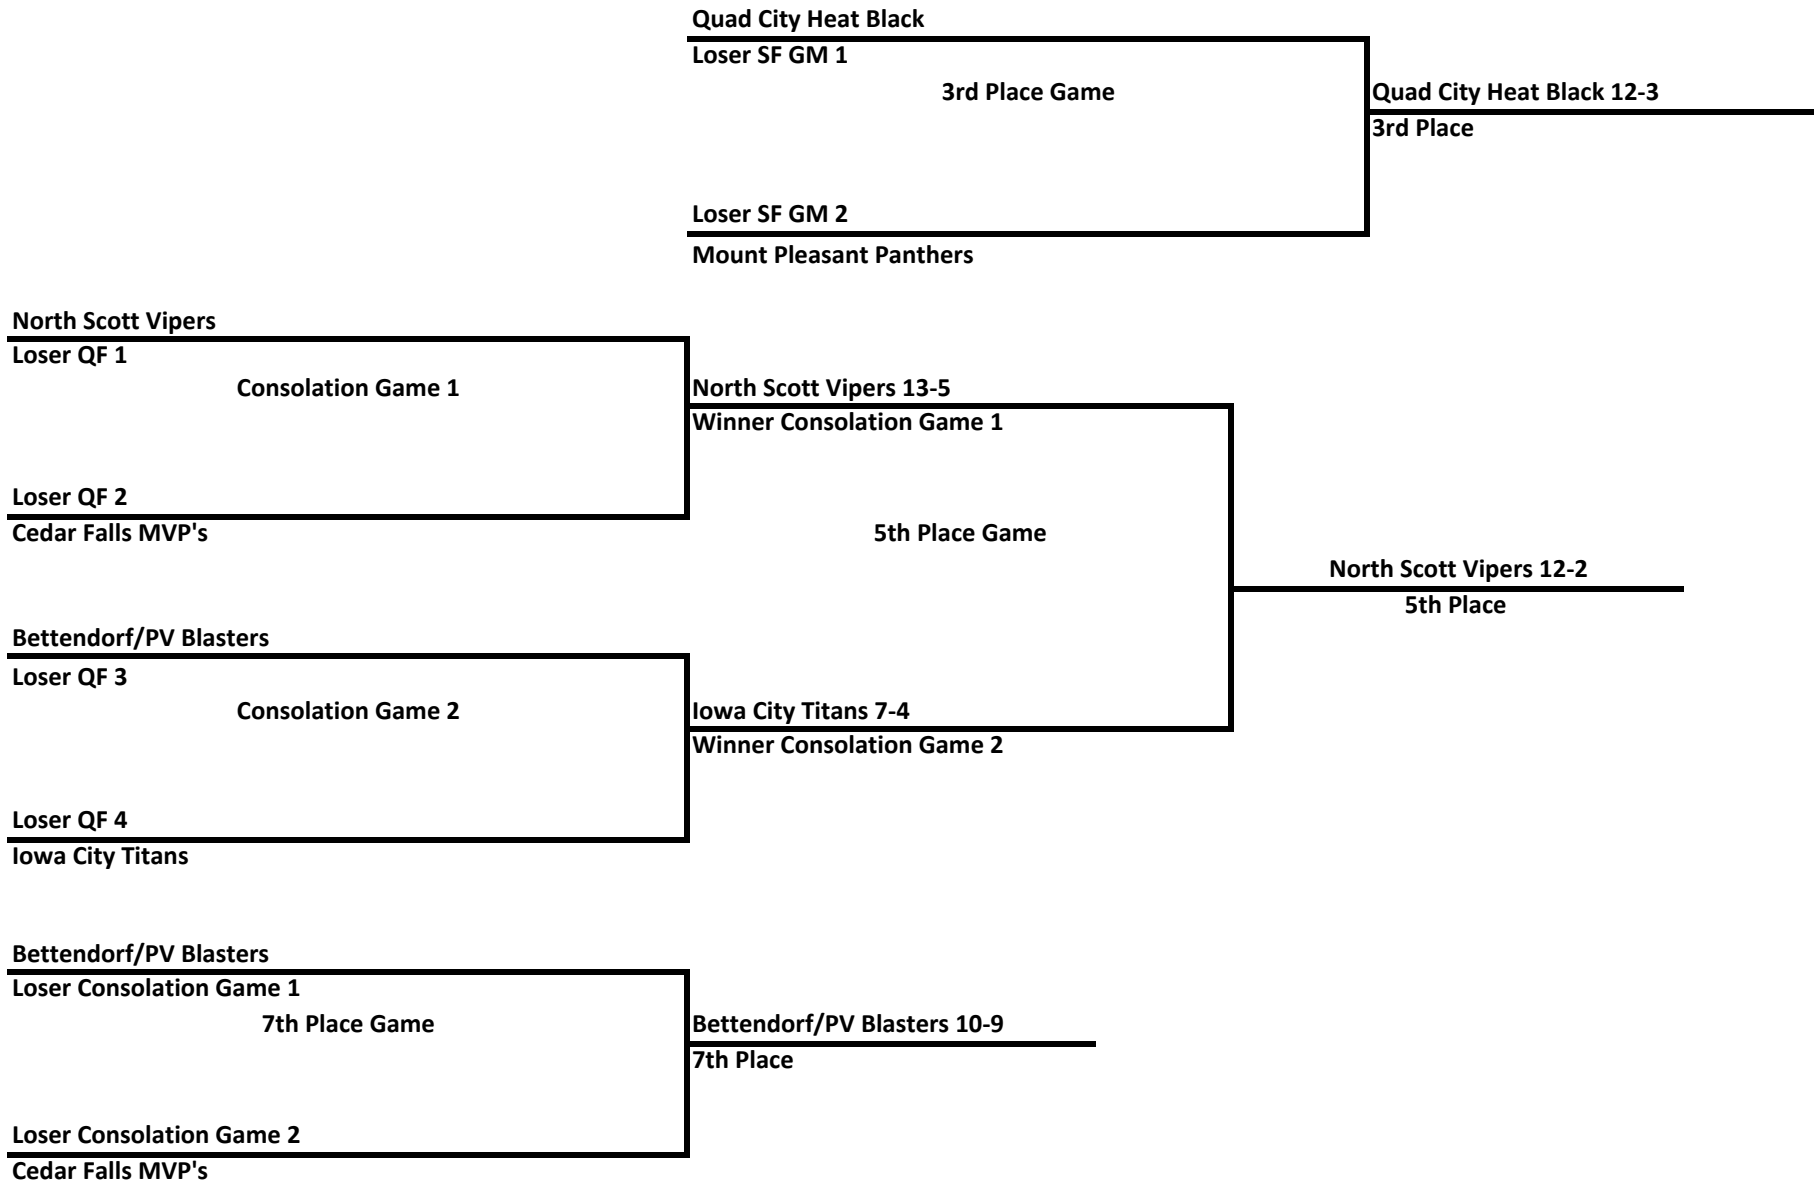 Quad City Heat Black
Loser SF GM 1
3rd Place Game
Quad City Heat Black 12-3
3rd Place
Loser SF GM 2
Mount Pleasant Panthers
North Scott Vipers
Loser QF 1
Consolation Game 1
North Scott Vipers 13-5
Winner Consolation Game 1
Loser QF 2
Cedar Falls MVP's
5th Place Game
North Scott Vipers 12-2
5th Place
Bettendorf/PV Blasters
Loser QF 3
Consolation Game 2
Iowa City Titans 7-4
Winner Consolation Game 2
Loser QF 4
Iowa City Titans
Bettendorf/PV Blasters
Loser Consolation Game 1
7th Place Game
Bettendorf/PV Blasters 10-9
7th Place
Loser Consolation Game 2
Cedar Falls MVP's